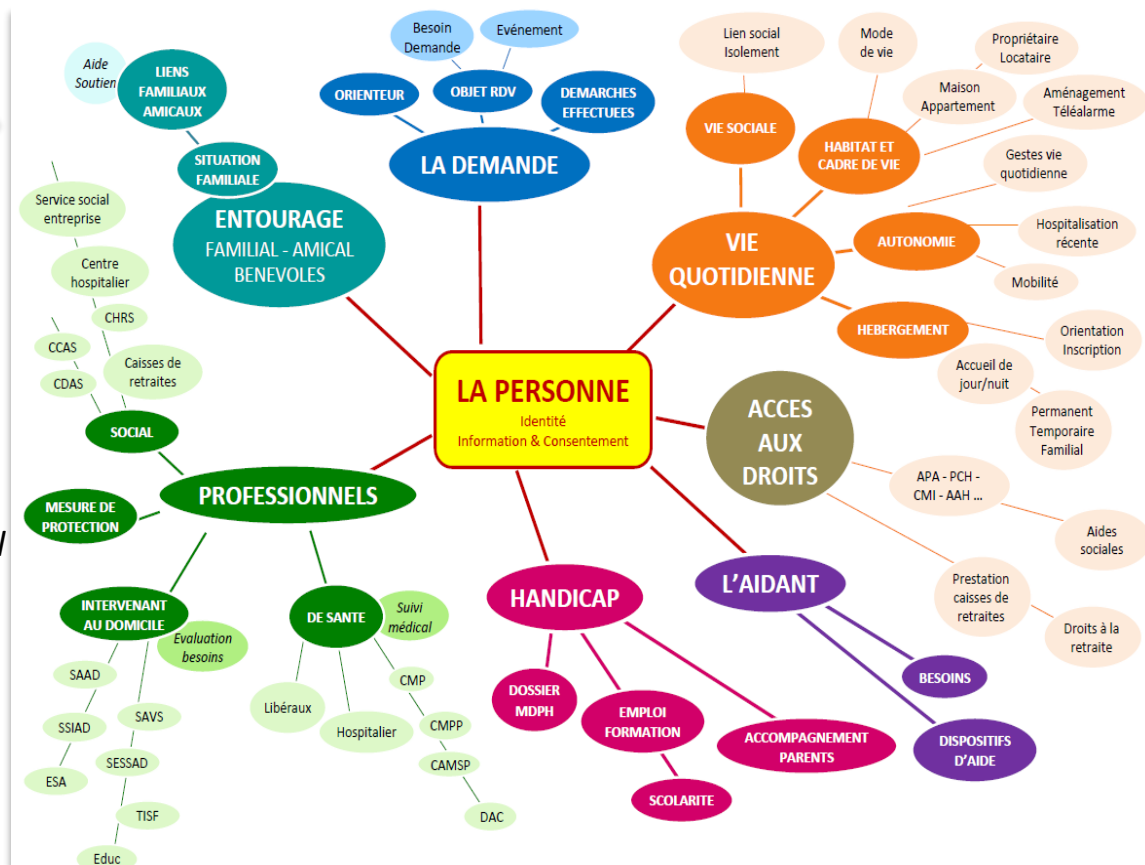 Aide
Soutien
LIENS
FAMILIAUX
AMICAUX
SITUATION
FAMILIALE
ENTOURAGE
FAMILIAL - AMICAL
BENEVOLES
Besoin
Demande
Evénement
ORIENTEUR
OBJET RDV
DEMARCHES
EFFECTUEES
LA DEMANDE
Lien social
Isolement
Mode
de vie
Propriétaire
Locataire
Maison
Appartement
Aménagement
Téléalarme
VIE SOCIALE
HABITAT ET
CADRE DE VIE
Gestes vie
quotidienne
VIE
QUOTIDIENNE
AUTONOMIE
Hospitalisation
récente
Mobilité
HEBERGEMENT
Orientation
Inscription
Accueil de
jour/nuit
Permanent
Temporaire
Familial
LA PERSONNE
Identité
Information & Consentement
ACCES
AUX
DROITS
APA - PCH -
CMI - AAH ...
Aides
sociales
Prestation
caisses de
retraites
Droits à la
retraite
Service social
entreprise
Centre
hospitalier
CHRS
CCAS
Caisses de
retraites
CDAS
SOCIAL
PROFESSIONNELS
MESURE DE
PROTECTION
INTERVENANT
AU DOMICILE
Evaluation
besoins
SAAD
SSIAD
ESA
SAVS
SESSAD
TISF
Educ
DE SANTE
Suivi
médical
Libéraux
Hospitalier
CMP
CMPP
CAMSP
DAC
HANDICAP
DOSSIER
MDPH
EMPLOI
FORMATION
SCOLARITE
ACCOMPAGNEMENT
PARENTS
L'AIDANT
BESOINS
DISPOSITIFS
D'AIDE